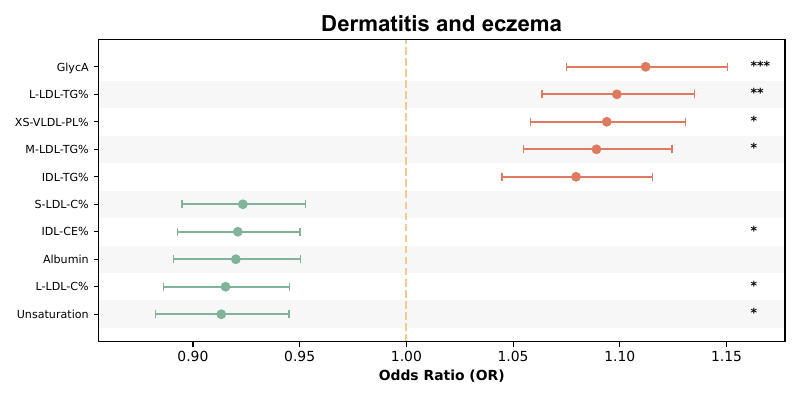 Dermatitis and eczema
GlycA ***
L-LDL-TG% **
XS-VLDL-PL% *
M-LDL-TG% *
IDL-TG%
S-LDL-C%
IDL-CE% *
Albumin
L-LDL-C% *
Unsaturation *
0.90 0.95 1.00 1.05 1.10 1.15
Odds Ratio (OR)